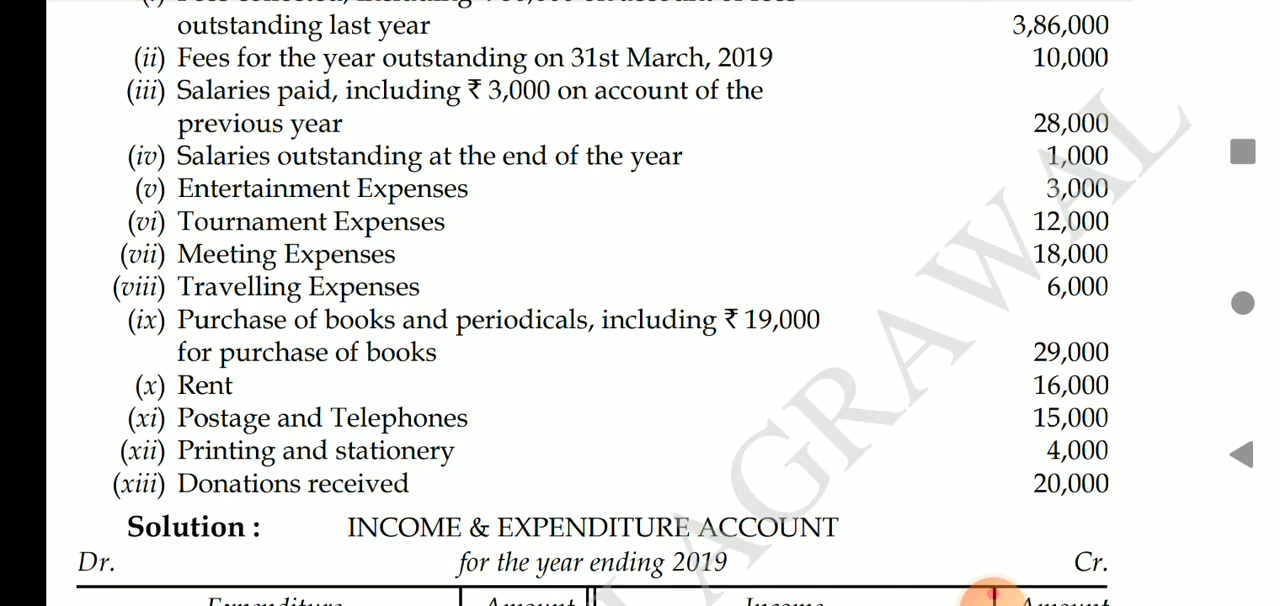 outstanding last year 3,86,000
(ii) Fees for the year outstanding on 31st March, 2019 10,000
(iii) Salaries paid, including ₹ 3,000 on account of the
previous year 28,000
(iv) Salaries outstanding at the end of the year 1,000
(v) Entertainment Expenses 3,000
(vi) Tournament Expenses 12,000
(vii) Meeting Expenses 18,000
(viii) Travelling Expenses 6,000
(ix) Purchase of books and periodicals, including ₹ 19,000
for purchase of books 29,000
(x) Rent 16,000
(xi) Postage and Telephones 15,000
(xii) Printing and stationery 4,000
(xiii) Donations received 20,000
Solution : INCOME & EXPENDITURE ACCOUNT
Dr. for the year ending 2019 Cr.
Expenditure Amount Income Amount
AGRAWAL